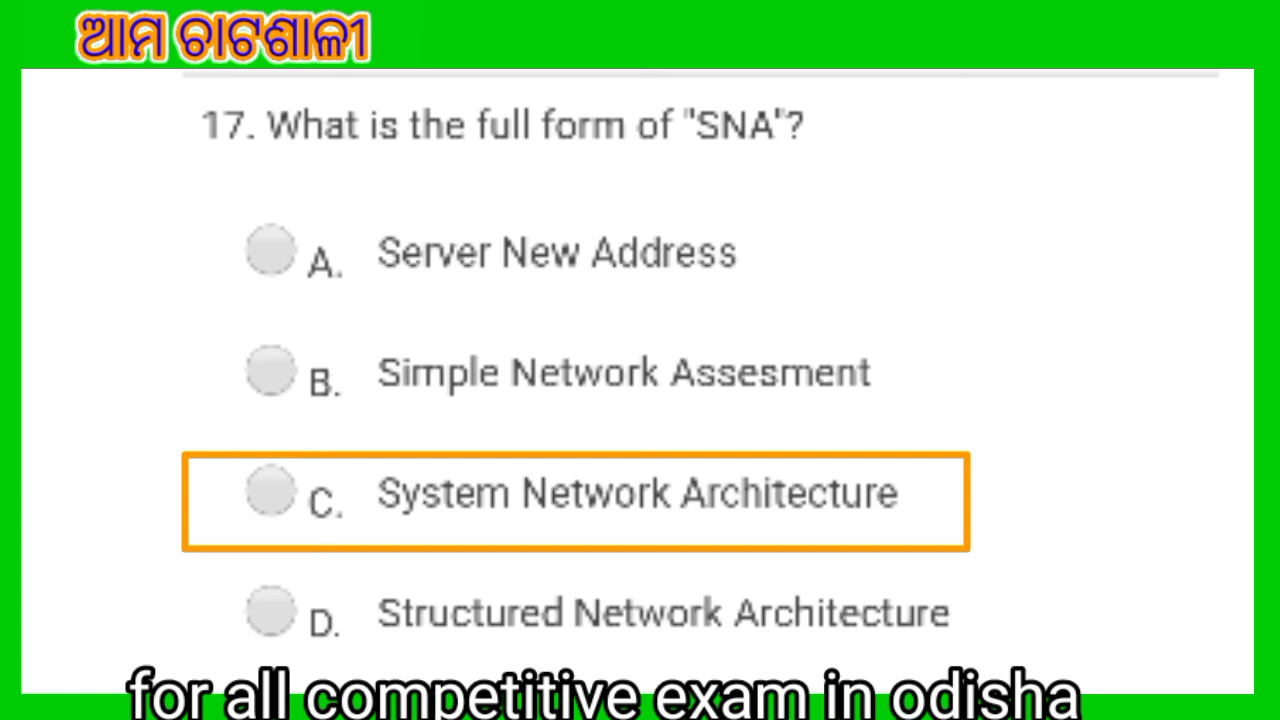 ଆମ ଚାଟଶାଳୀ
17. What is the full form of "SNA"?
A. Server New Address
B. Simple Network Assesment
C. System Network Architecture
D. Structured Network Architecture
for all competitive exam in odisha